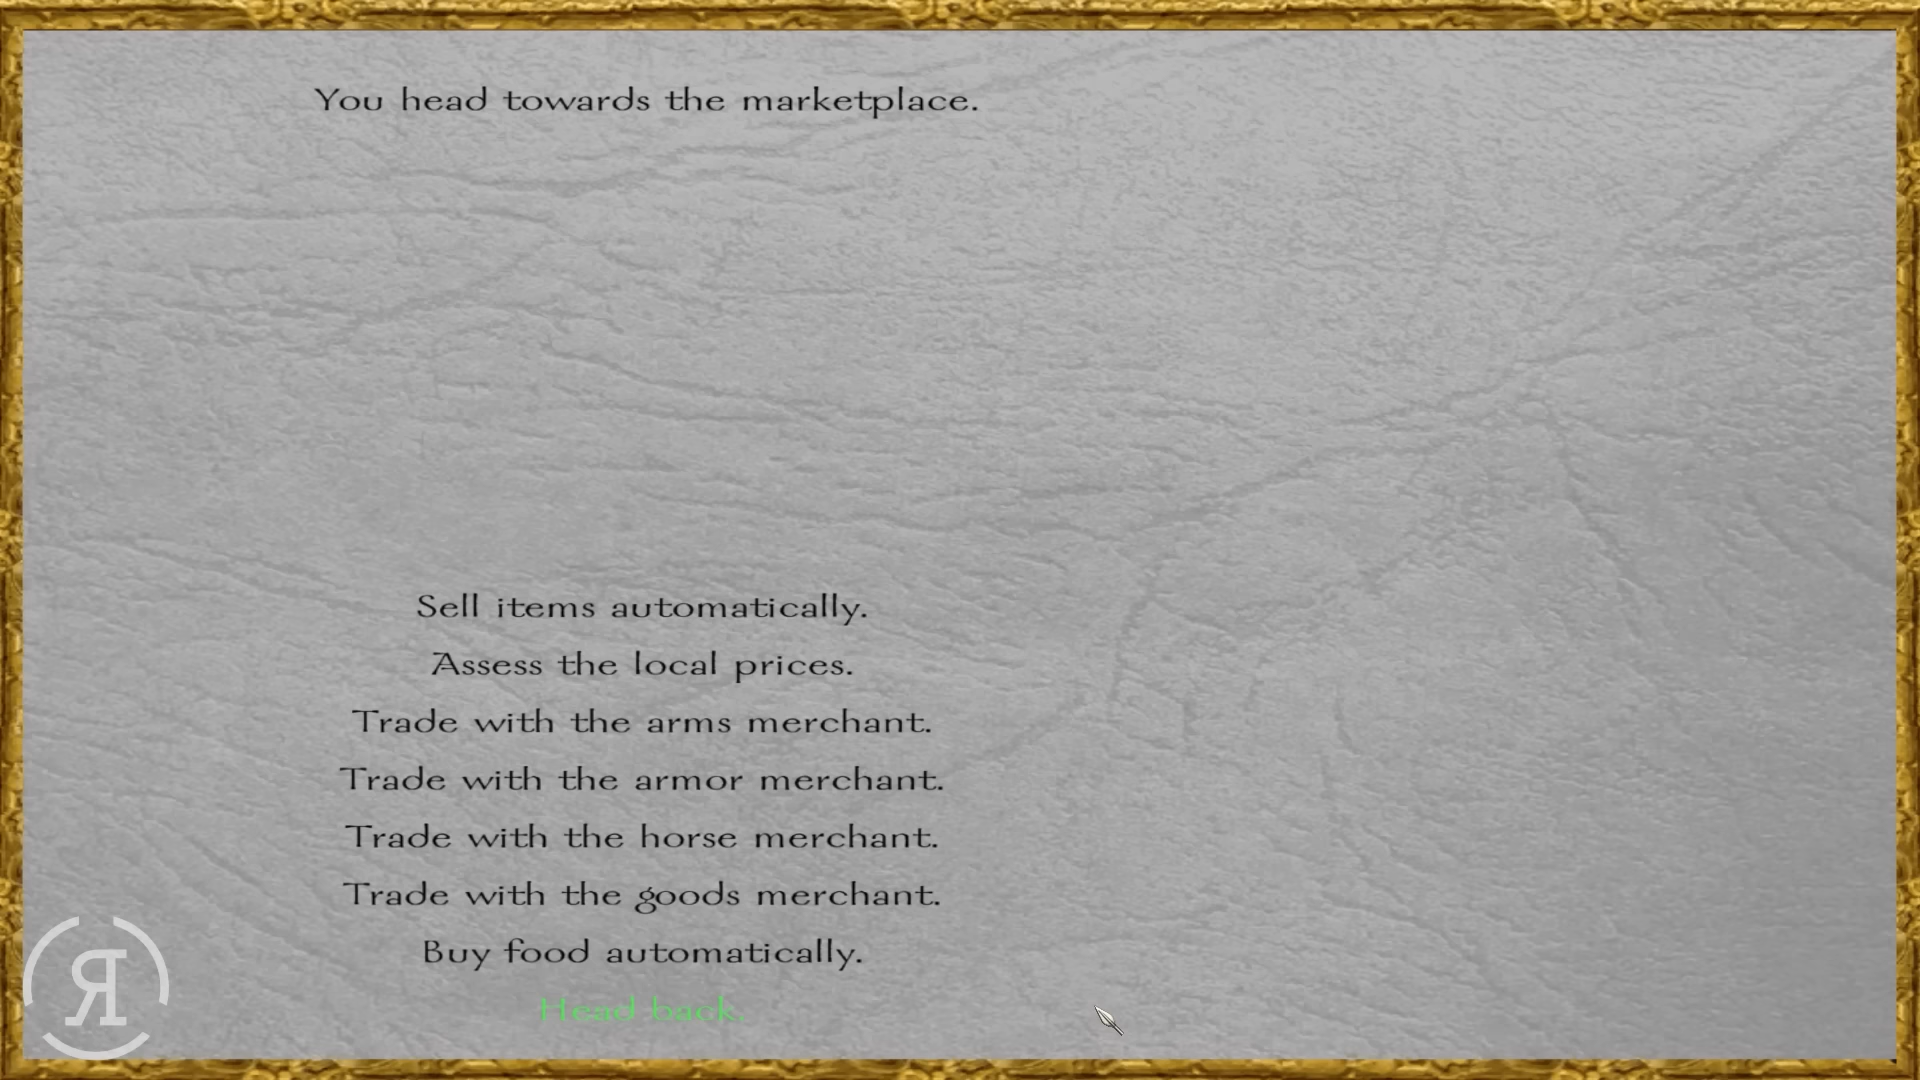 You head towards the marketplace.
Sell items automatically.
Assess the local prices.
Trade with the arms merchant.
Trade with the armor merchant.
Trade with the horse merchant.
Trade with the goods merchant.
Buy food automatically.
Head back.
Я